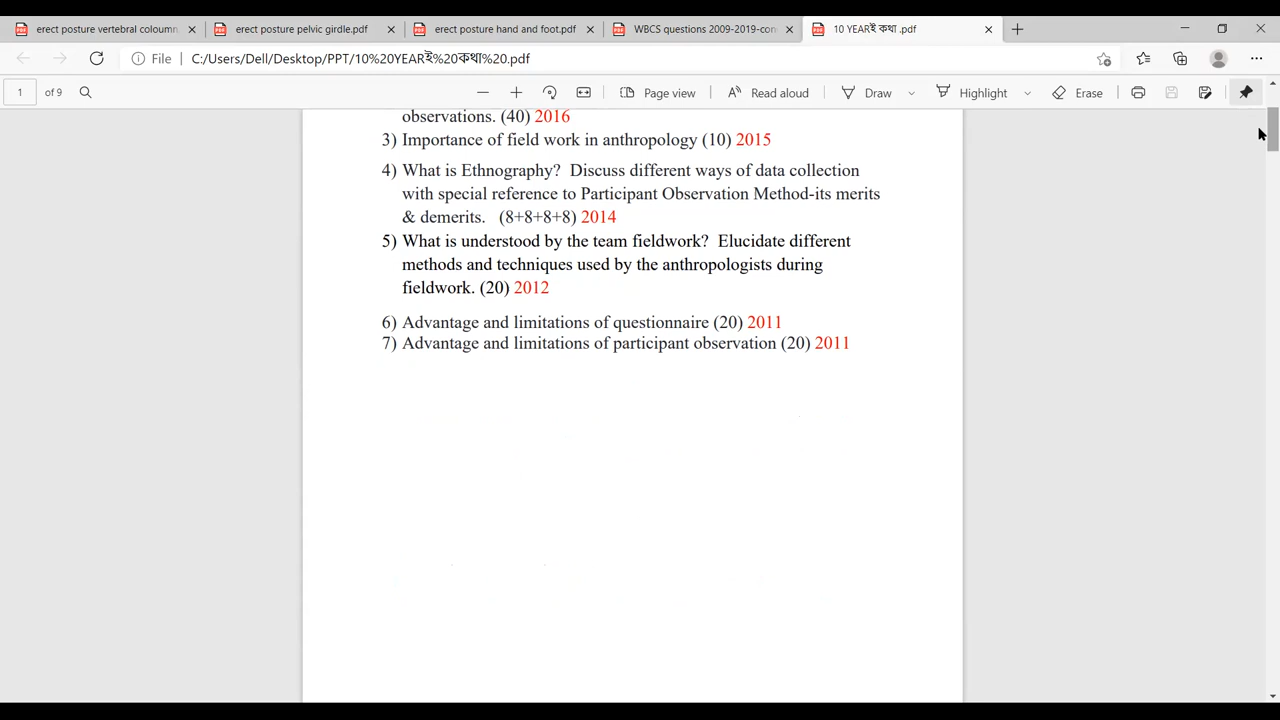 erect posture vertebral coloumn
erect posture pelvic girdle.pdf
erect posture hand and foot.pdf
WBCS questions 2009-2019-con
10 YEARই কথা .pdf
File
C:/Users/Dell/Desktop/PPT/10%20YEARই%20কথা%20.pdf
1 of 9
Page view
Read aloud
Draw
Highlight
Erase
observations. (40) 2016
3) Importance of field work in anthropology (10) 2015
4) What is Ethnography? Discuss different ways of data collection
with special reference to Participant Observation Method-its merits
& demerits. (8+8+8+8) 2014
5) What is understood by the team fieldwork? Elucidate different
methods and techniques used by the anthropologists during
fieldwork. (20) 2012
6) Advantage and limitations of questionnaire (20) 2011
7) Advantage and limitations of participant observation (20) 2011